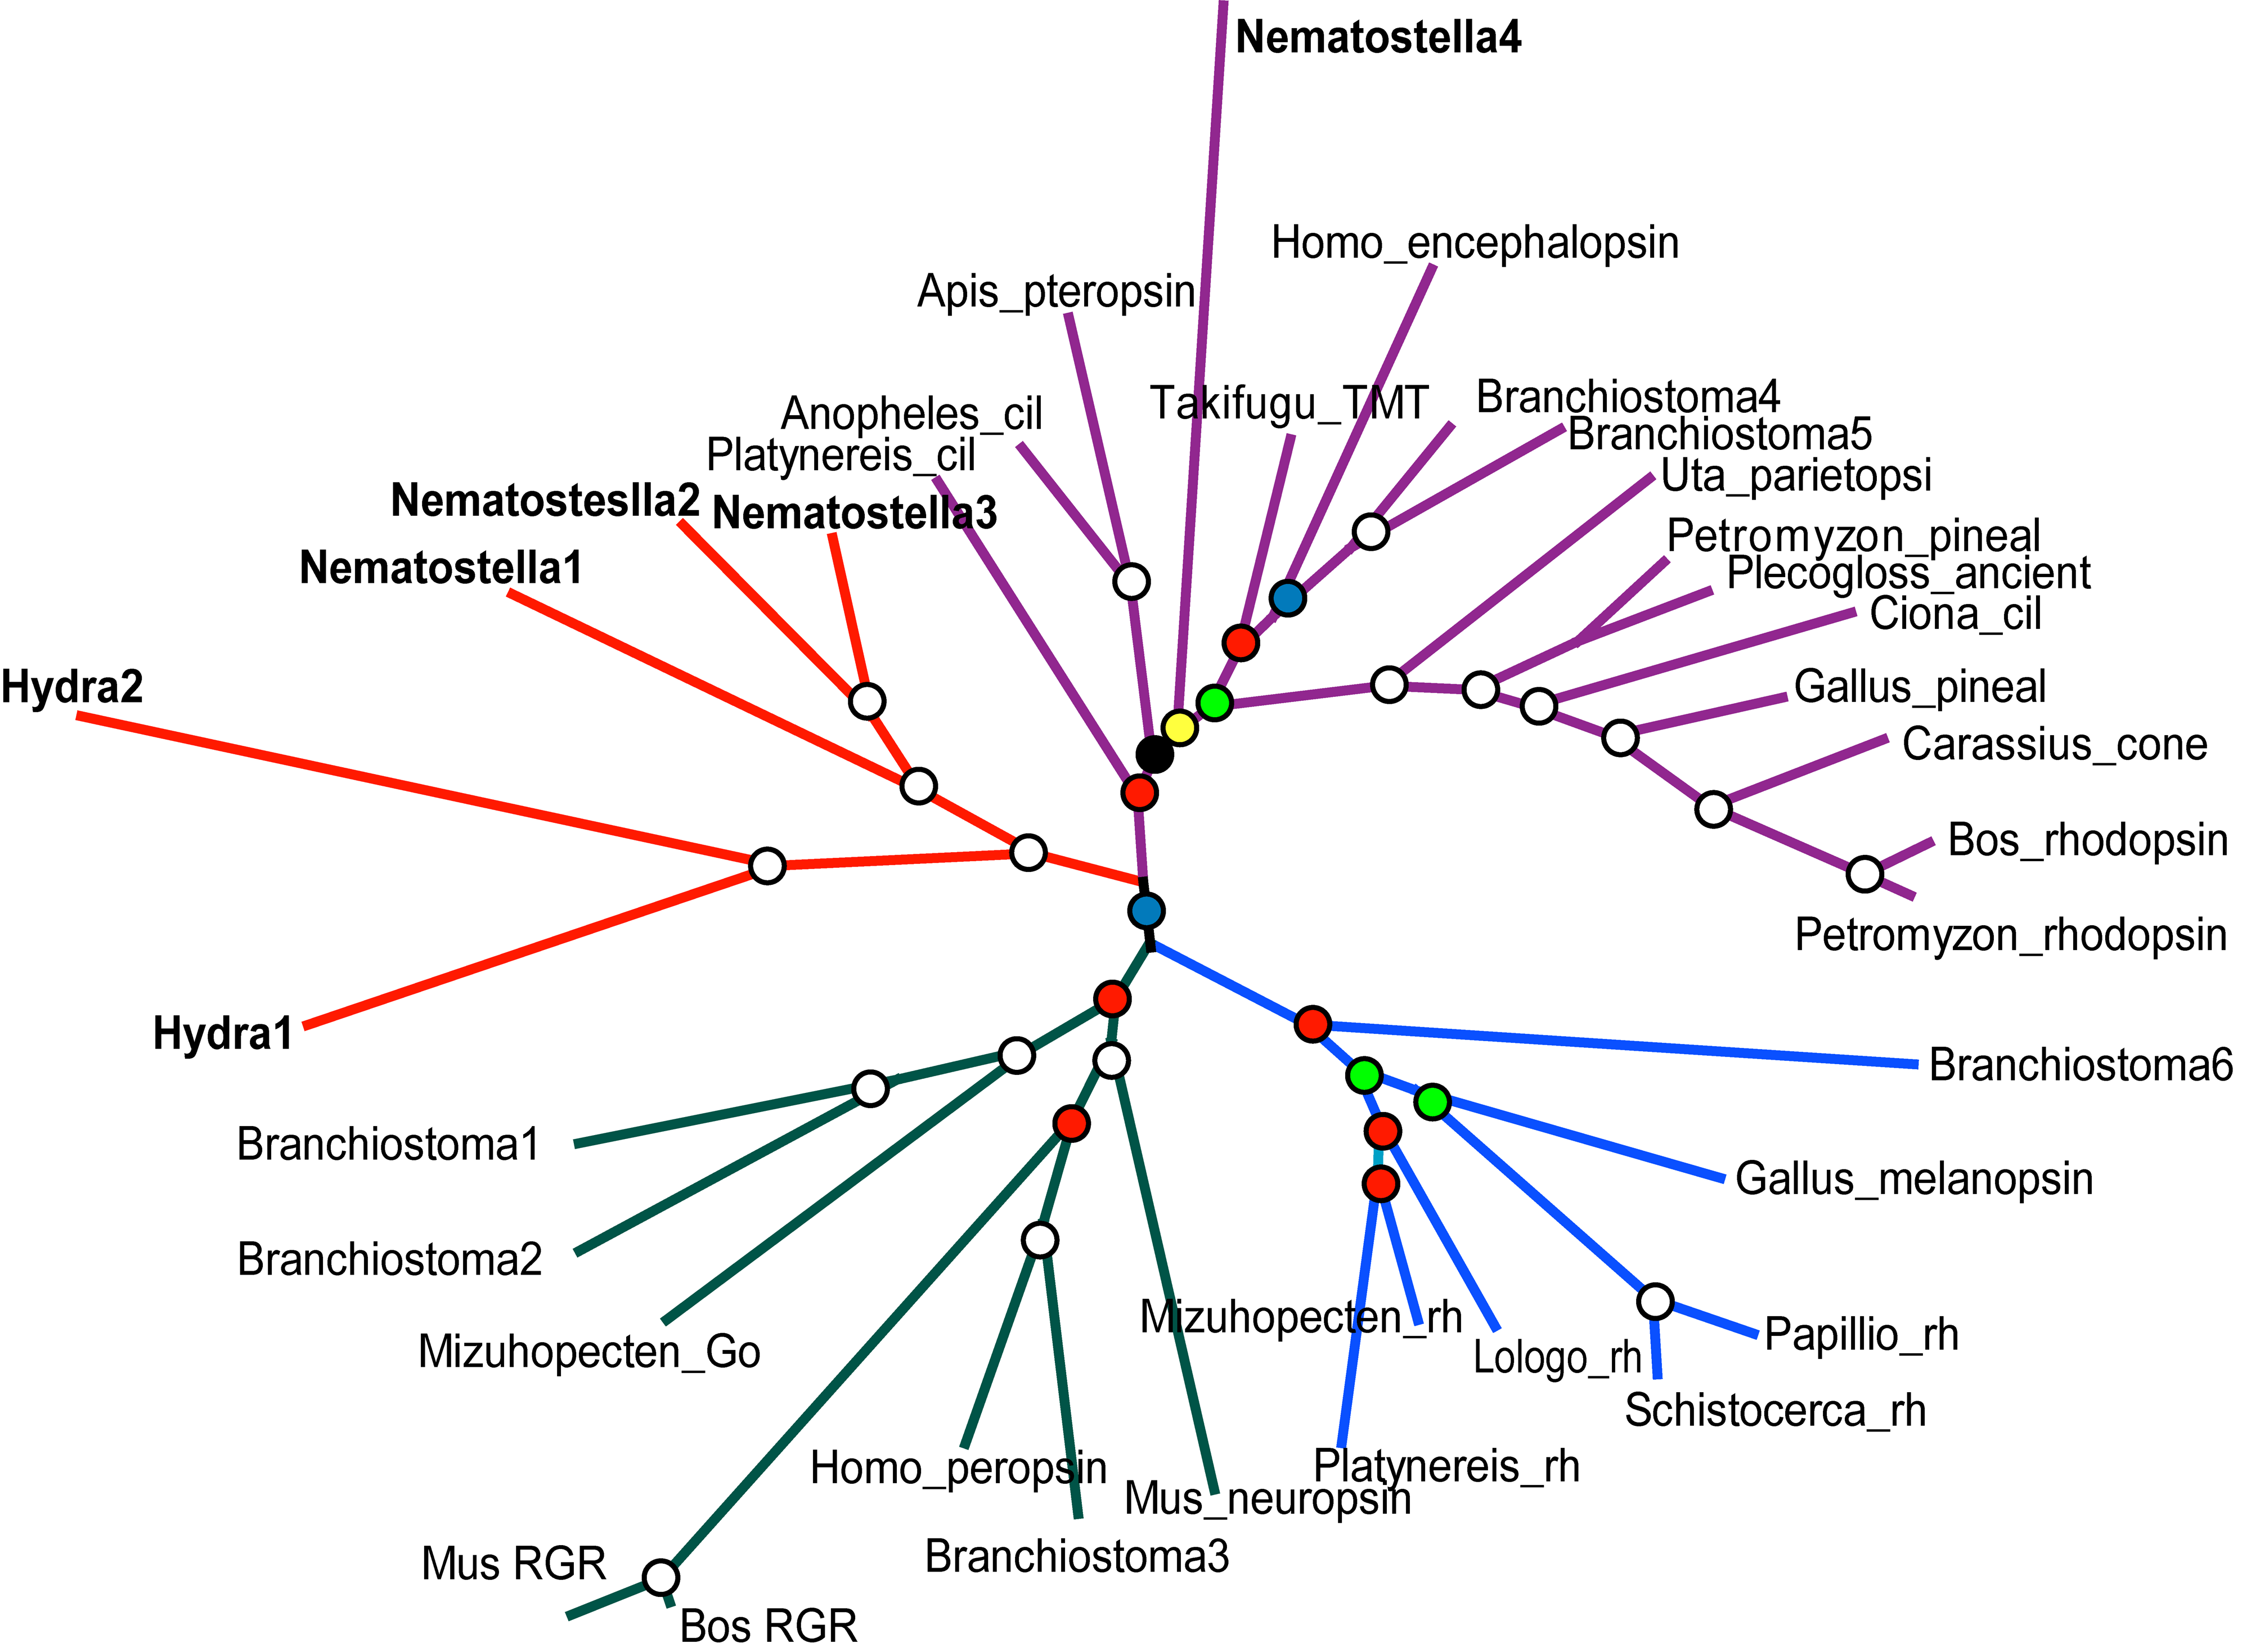 Nematostella4
Homo_encephalopsin
Apis_pteropsin
Takifugu_TMT
Branchiostoma4
Anopheles_cil
Branchiostoma5
Platynereis_cil
Uta_parietopsi
Nematosteslla2
Nematostella3
Petromyzon_pineal
Nematostella1
Plecogloss_ancient
Ciona_cil
Hydra2
Gallus_pineal
Carassius_cone
Bos_rhodopsin
Petromyzon_rhodopsin
Hydra1
Branchiostoma6
Branchiostoma1
Gallus_melanopsin
Branchiostoma2
Mizuhopecten_rh
Papillio_rh
Mizuhopecten_Go
Lologo_rh
Schistocerca_rh
Homo_peropsin
Platynereis_rh
Mus_neuropsin
Branchiostoma3
Mus RGR
Bos RGR